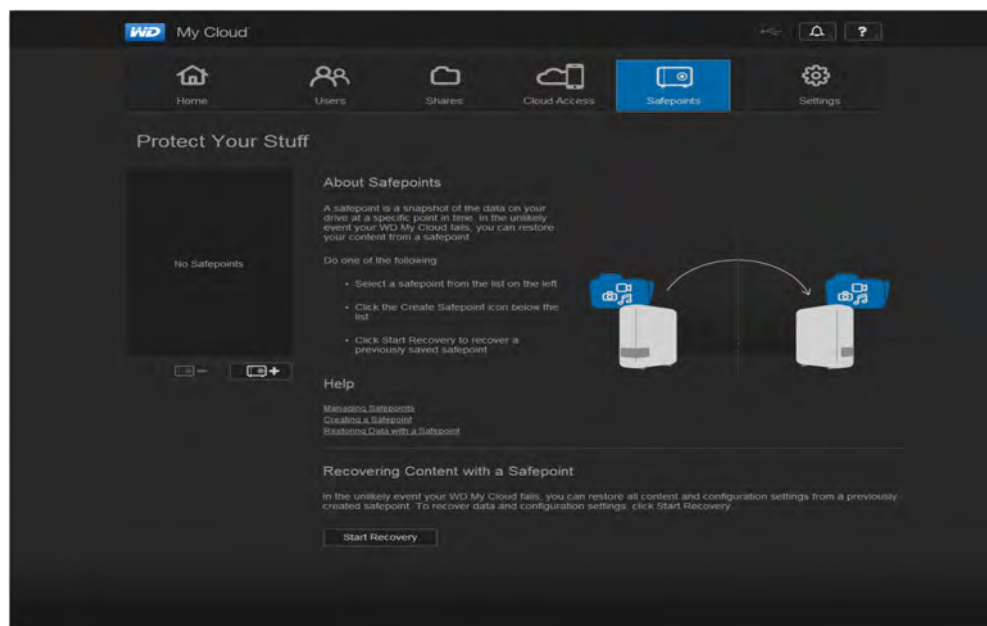 WD My Cloud
?
Home Users Shares Cloud Access Safepoints Settings
Protect Your Stuff
No Safepoints
About Safepoints
A safepoint is a snapshot of the data on your
drive at a specific point in time. In the unlikely
event your WD My Cloud fails, you can restore
your content from a safepoint
Do one of the following
• Select a safepoint from the list on the left
• Click the Create Safepoint icon below the
list
• Click Start Recovery to recover a
previously saved safepoint
Help
Managing Safepoints
Creating a Safepoint
Restoring Data with a Safepoint
Recovering Content with a Safepoint
In the unlikely event your WD My Cloud fails, you can restore all content and configuration settings from a previously
created safepoint. To recover data and configuration settings, click Start Recovery.
Start Recovery